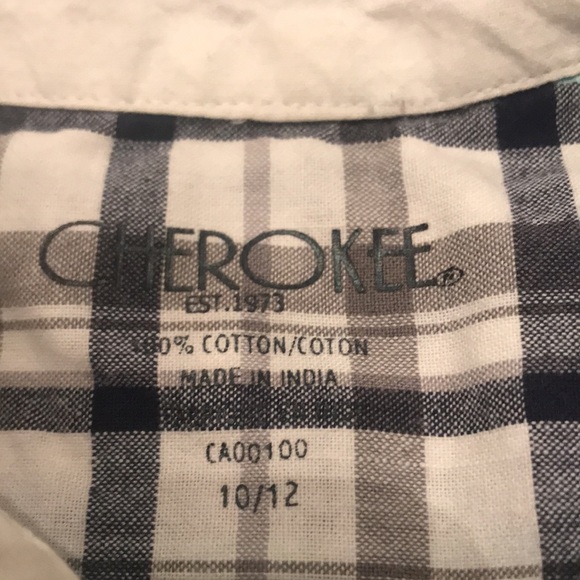 CHEROKEE®
EST. 1973
100% COTTON/COTON
MADE IN INDIA
CA00100
10/12